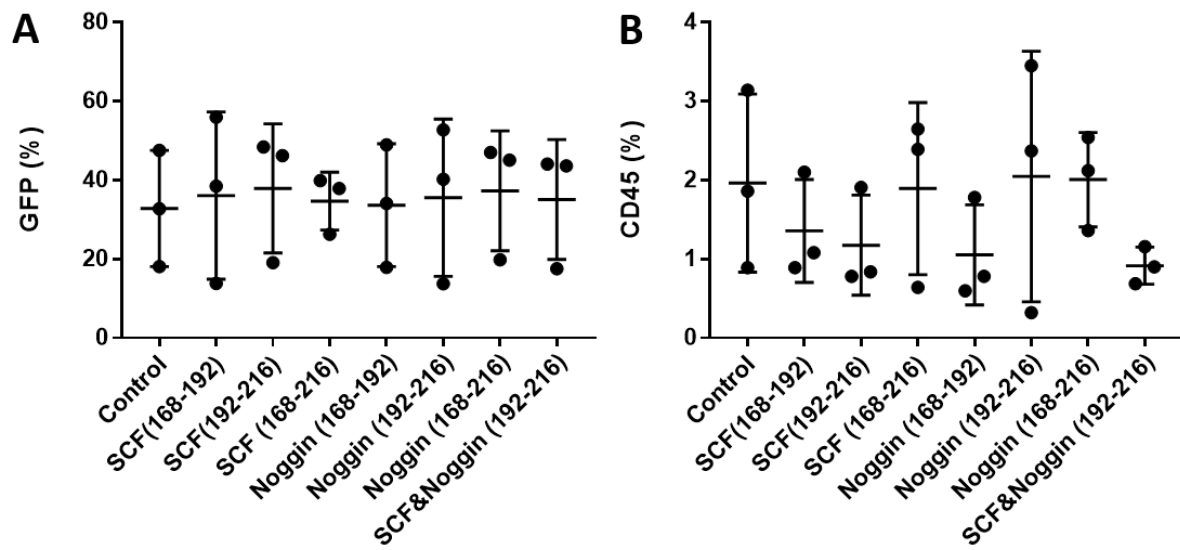 A
GFP (%)
80
60
40
20
0
Control
SCF(168-192)
SCF(192-216)
SCF (168-216)
Noggin (168-192)
Noggin (192-216)
Noggin (168-216)
SCF&Noggin (192-216)
B
CD45 (%)
4
3
2
1
0
Control
SCF(168-192)
SCF(192-216)
SCF (168-216)
Noggin (168-192)
Noggin (192-216)
Noggin (168-216)
SCF&Noggin (192-216)